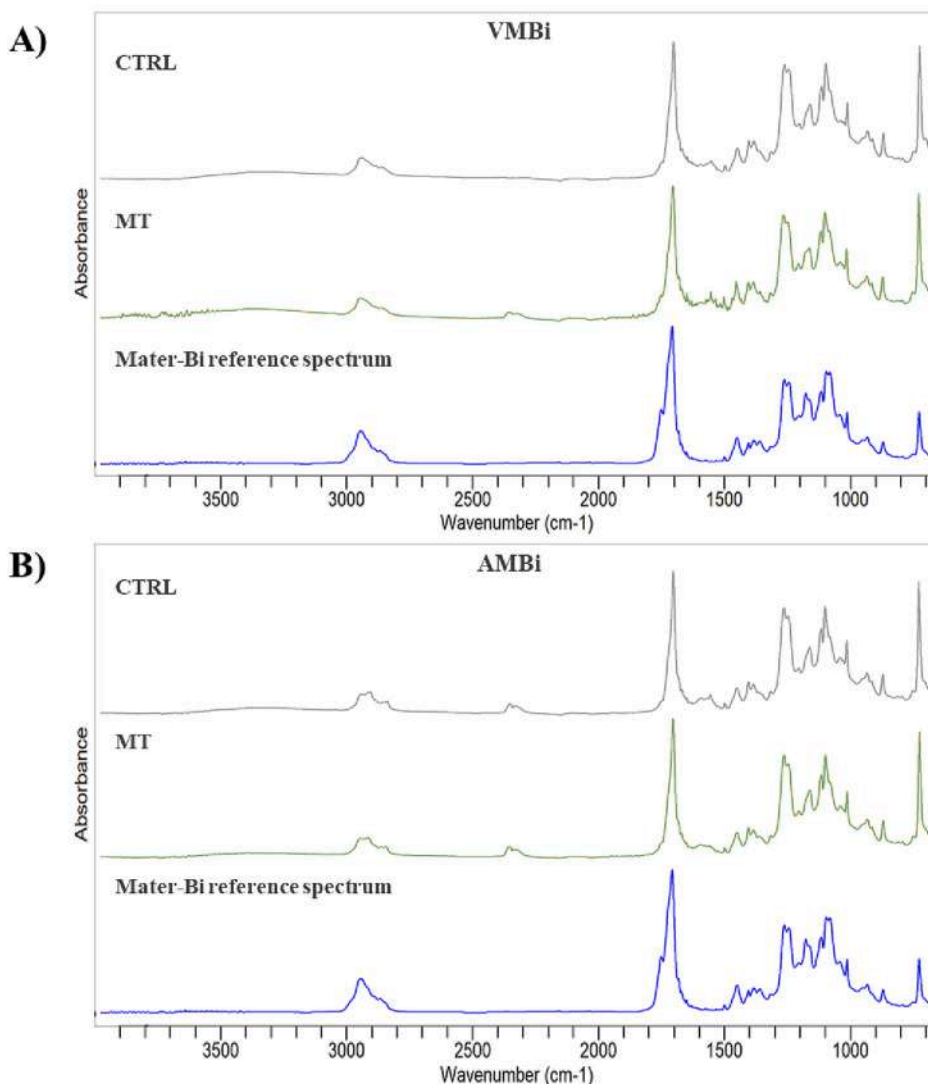 A)
VMBi
CTRL
MT
Mater-Bi reference spectrum
Absorbance
3500 3000 2500 2000 1500 1000
Wavenumber (cm-1)
B)
AMBi
CTRL
MT
Mater-Bi reference spectrum
Absorbance
3500 3000 2500 2000 1500 1000
Wavenumber (cm-1)